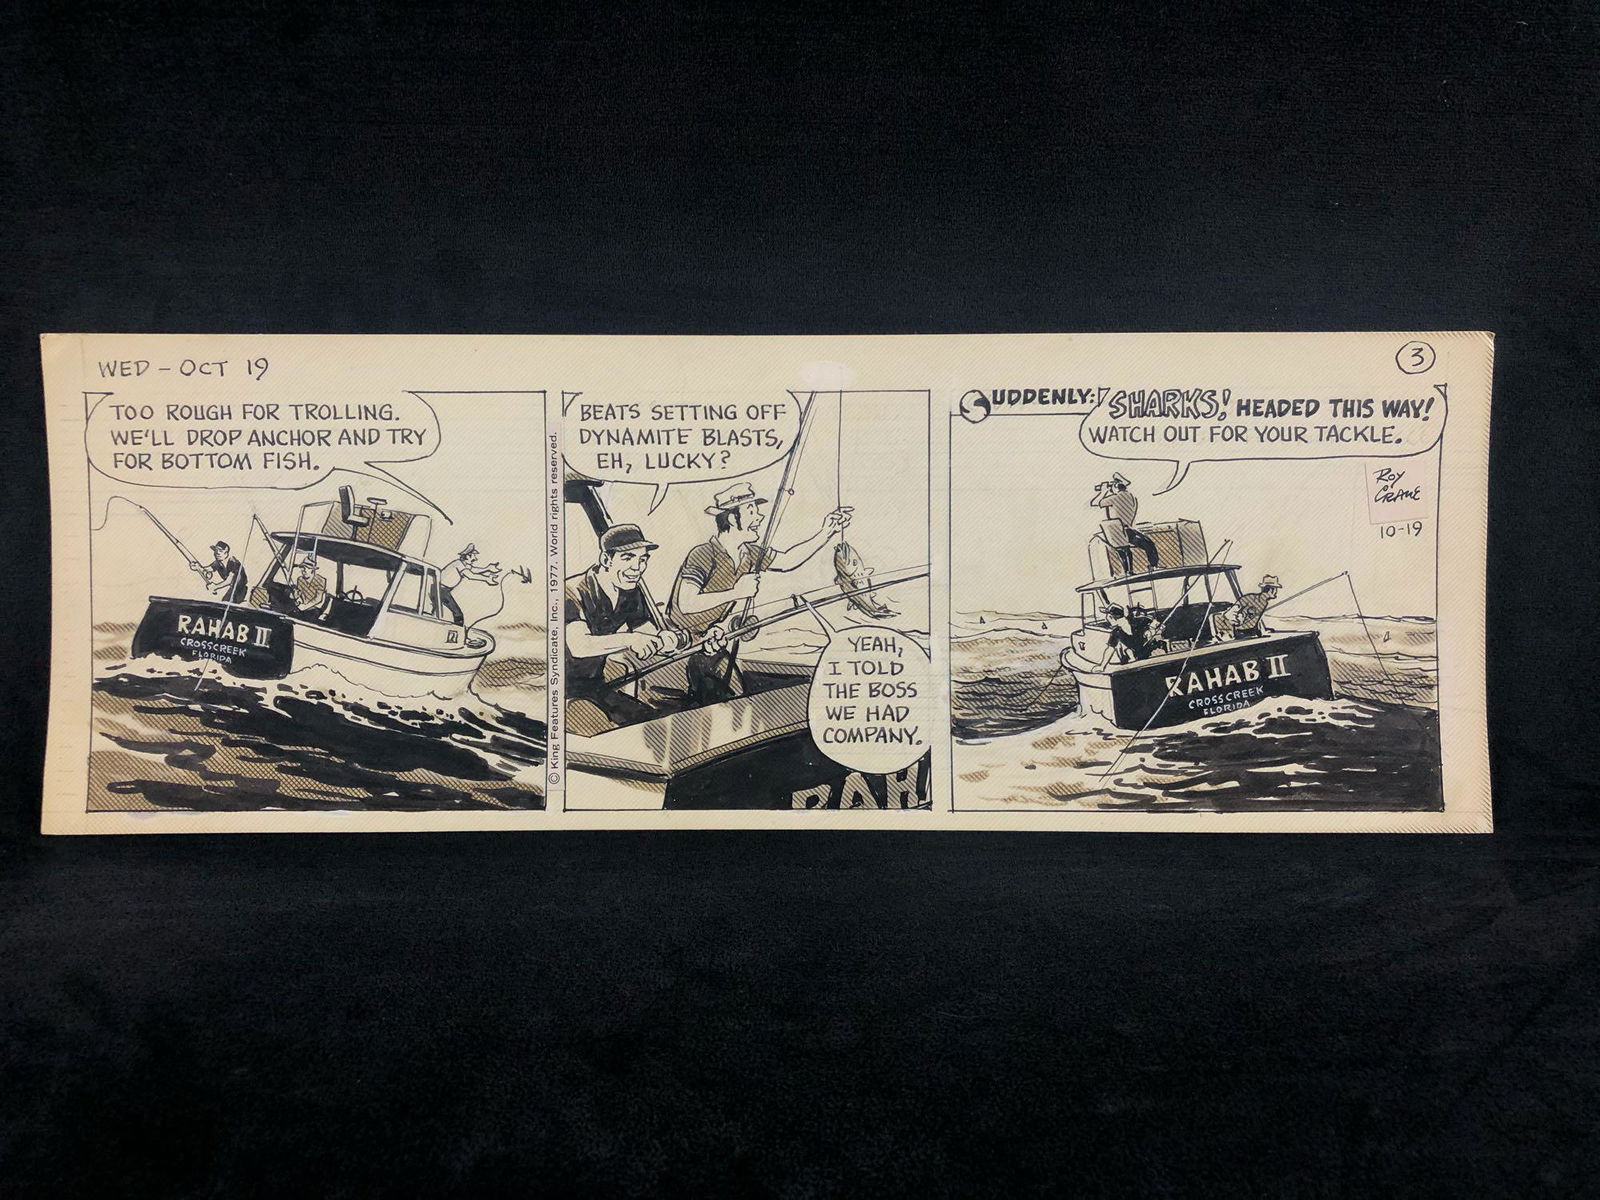 WED - OCT 19
3
TOO ROUGH FOR TROLLING.
WE'LL DROP ANCHOR AND TRY
FOR BOTTOM FISH.
RAHAB II
CROSSCREEK
FLORIDA
© King Features Syndicate, Inc., 1977. World rights reserved.
BEATS SETTING OFF
DYNAMITE BLASTS,
EH, LUCKY?
YEAH,
I TOLD
THE BOSS
WE HAD
COMPANY.
RAH
SUDDENLY:
SHARKS! HEADED THIS WAY!
WATCH OUT FOR YOUR TACKLE.
ROY
CRANE
10-19
RAHAB II
CROSSCREEK
FLORIDA